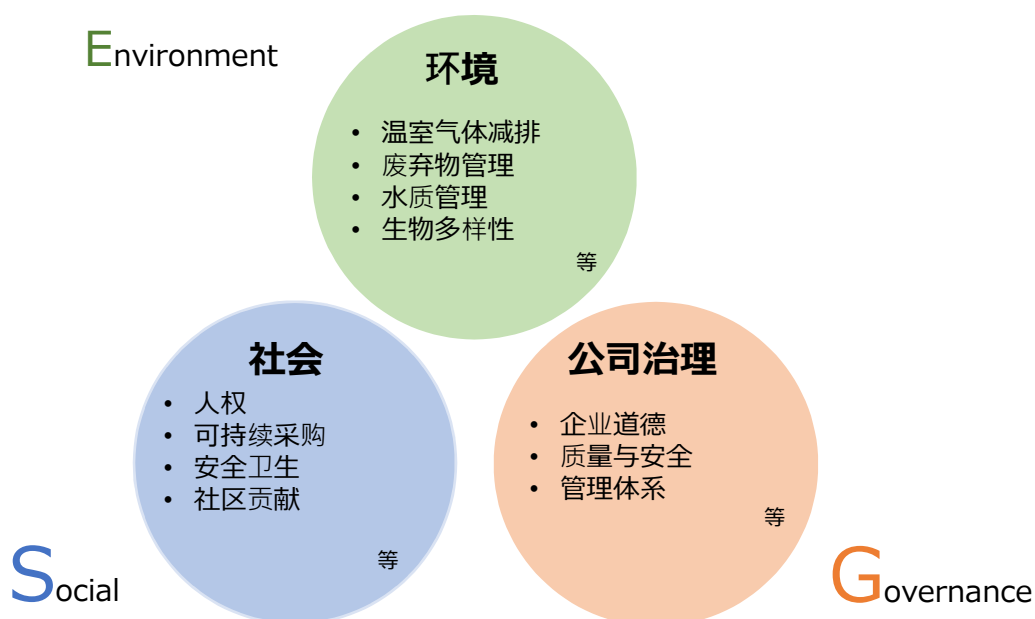 Environment
环境
• 温室气体减排
• 废弃物管理
• 水质管理
• 生物多样性
等
社会
• 人权
• 可持续采购
• 安全卫生
• 社区贡献
等
Social
公司治理
• 企业道德
• 质量与安全
• 管理体系
等
Governance